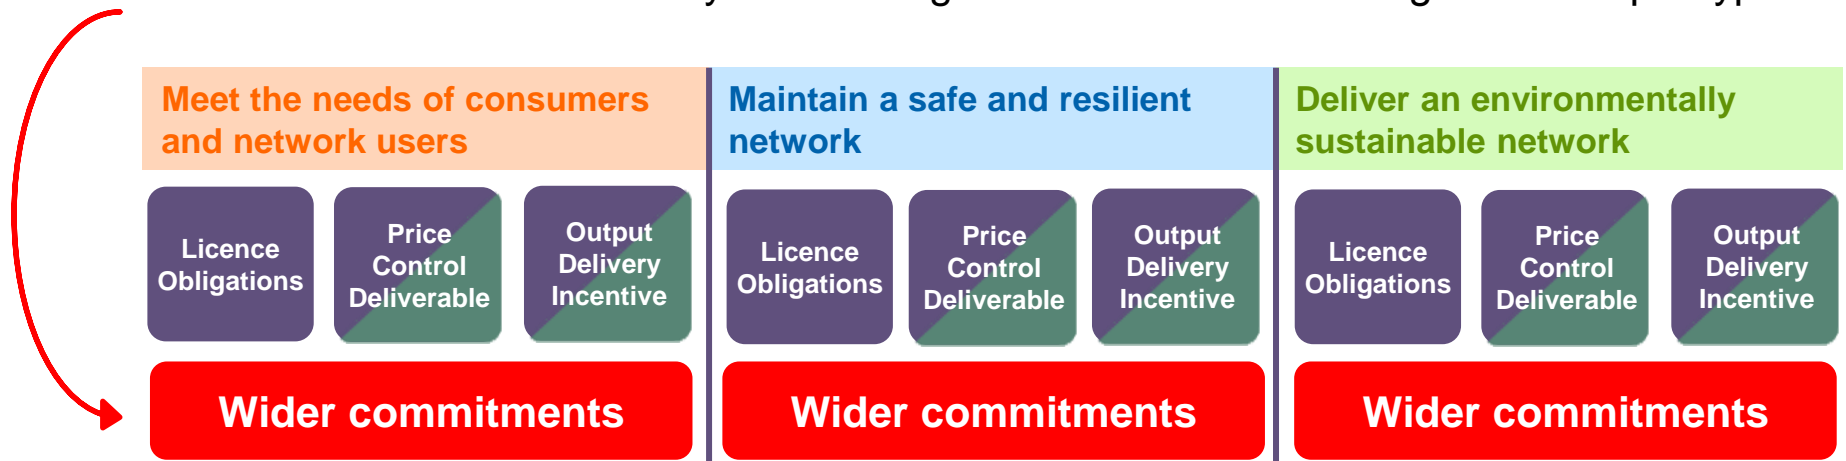 Meet the needs of consumers
and network users
Maintain a safe and resilient
network
Deliver an environmentally
sustainable network
Licence
Obligations
Price
Control
Deliverable
Output
Delivery
Incentive
Licence
Obligations
Price
Control
Deliverable
Output
Delivery
Incentive
Licence
Obligations
Price
Control
Deliverable
Output
Delivery
Incentive
Wider commitments
Wider commitments
Wider commitments